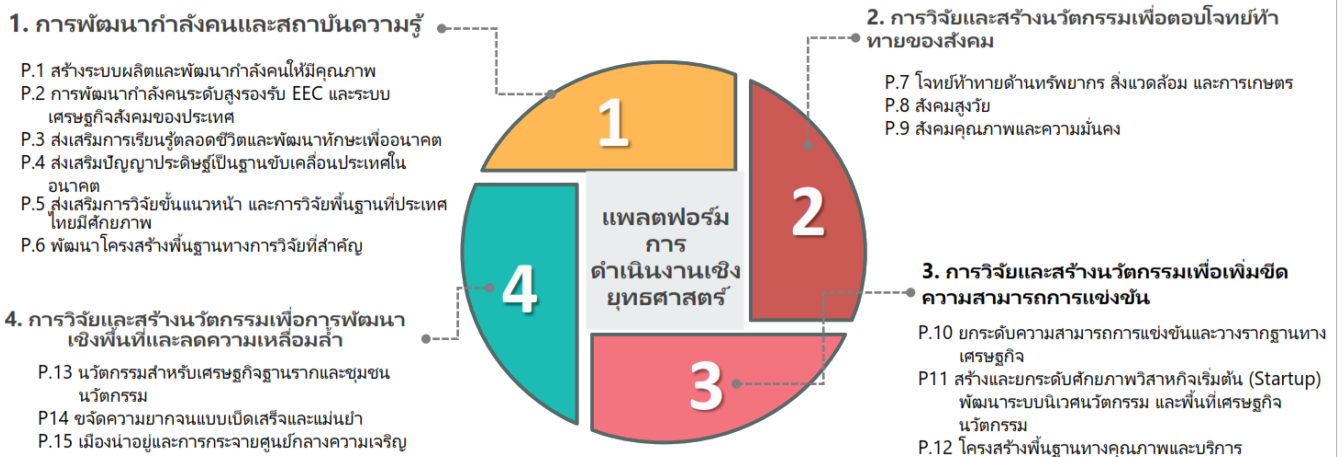 1. การพัฒนากำลังคนและสถาบันความรู้
P.1 สร้างระบบผลิตและพัฒนากำลังคนให้มีคุณภาพ
P.2 การพัฒนากำลังคนระดับสูงรองรับ EEC และระบบ
เศรษฐกิจสังคมของประเทศ
P.3 ส่งเสริมการเรียนรู้ตลอดชีวิตและพัฒนาทักษะเพื่ออนาคต
P.4 ส่งเสริมปัญญาประดิษฐ์เป็นฐานขับเคลื่อนประเทศใน
อนาคต
P.5 ส่งเสริมการวิจัยขั้นแนวหน้า และการวิจัยพื้นฐานที่ประเทศ
ไทยมีศักยภาพ
P.6 พัฒนาโครงสร้างพื้นฐานทางการวิจัยที่สำคัญ
2. การวิจัยและสร้างนวัตกรรมเพื่อตอบโจทย์ท้า
ทายของสังคม
P.7 โจทย์ท้าทายด้านทรัพยากร สิ่งแวดล้อม และการเกษตร
P.8 สังคมสูงวัย
P.9 สังคมคุณภาพและความมั่นคง
1
2
3
4
แพลตฟอร์ม
การ
ดำเนินงานเชิง
ยุทธศาสตร์
3. การวิจัยและสร้างนวัตกรรมเพื่อเพิ่มขีด
ความสามารถการแข่งขัน
P.10 ยกระดับความสามารถการแข่งขันและวางรากฐานทาง
เศรษฐกิจ
P11 สร้างและยกระดับศักยภาพวิสาหกิจเริ่มต้น (Startup)
พัฒนาระบบนิเวศนวัตกรรม และพื้นที่เศรษฐกิจ
นวัตกรรม
P.12 โครงสร้างพื้นฐานทางคุณภาพและบริการ
4. การวิจัยและสร้างนวัตกรรมเพื่อการพัฒนา
เชิงพื้นที่และลดความเหลื่อมล้ำ
P.13 นวัตกรรมสำหรับเศรษฐกิจฐานรากและชุมชน
นวัตกรรม
P14 ขจัดความยากจนแบบเบ็ดเสร็จและแม่นยำ
P.15 เมืองน่าอยู่และการกระจายศูนย์กลางความเจริญ